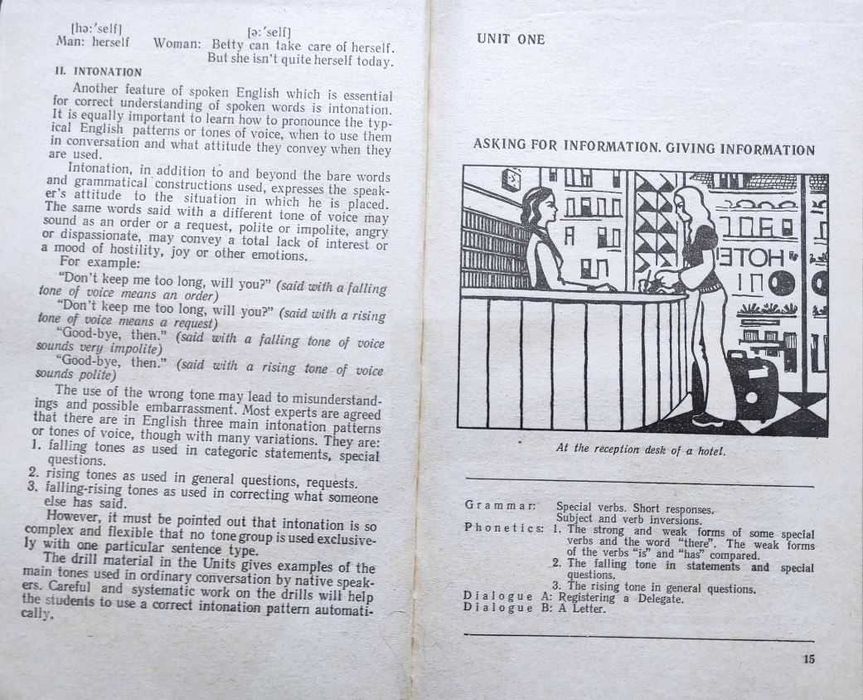 [hə:'self] [ə:'self]
Man: herself Woman: Betty can take care of herself.
But she isn't quite herself today.
II. INTONATION
Another feature of spoken English which is essential
for correct understanding of spoken words is intonation.
It is equally important to learn how to pronounce the typ-
ical English patterns or tones of voice, when to use them
in conversation and what attitude they convey when they
are used.
Intonation, in addition to and beyond the bare words
and grammatical constructions used, expresses the speak-
er's attitude to the situation in which he is placed.
The same words said with a different tone of voice may
sound as an order or a request, polite or impolite, angry
or dispassionate, may convey a total lack of interest or
a mood of hostility, joy or other emotions.
For example:
"Don't keep me too long, will you?" (said with a falling
tone of voice means an order)
"Don't keep me too long, will you?" (said with a rising
tone of voice means a request)
"Good-bye, then." (said with a falling tone of voice
sounds very impolite)
"Good-bye, then." (said with a rising tone of voice
sounds polite)
The use of the wrong tone may lead to misunderstand-
ings and possible embarrassment. Most experts are agreed
that there are in English three main intonation patterns
or tones of voice, though with many variations. They are:
1. falling tones as used in categoric statements, special
questions.
2. rising tones as used in general questions, requests.
3. falling-rising tones as used in correcting what someone
else has said.
However, it must be pointed out that intonation is so
complex and flexible that no tone group is used exclusive-
ly with one particular sentence type.
The drill material in the Units gives examples of the
main tones used in ordinary conversation by native speak-
ers. Careful and systematic work on the drills will help
the students to use a correct intonation pattern automati-
cally.
UNIT ONE
ASKING FOR INFORMATION. GIVING INFORMATION
HOTE
At the reception desk of a hotel.
Grammar: Special verbs. Short responses.
Subject and verb inversions.
Phonetics: 1. The strong and weak forms of some special
verbs and the word "there". The weak forms
of the verbs "is" and "has" compared.
2. The falling tone in statements and special
questions.
3. The rising tone in general questions.
Dialogue A: Registering a Delegate.
Dialogue B: A Letter.
15